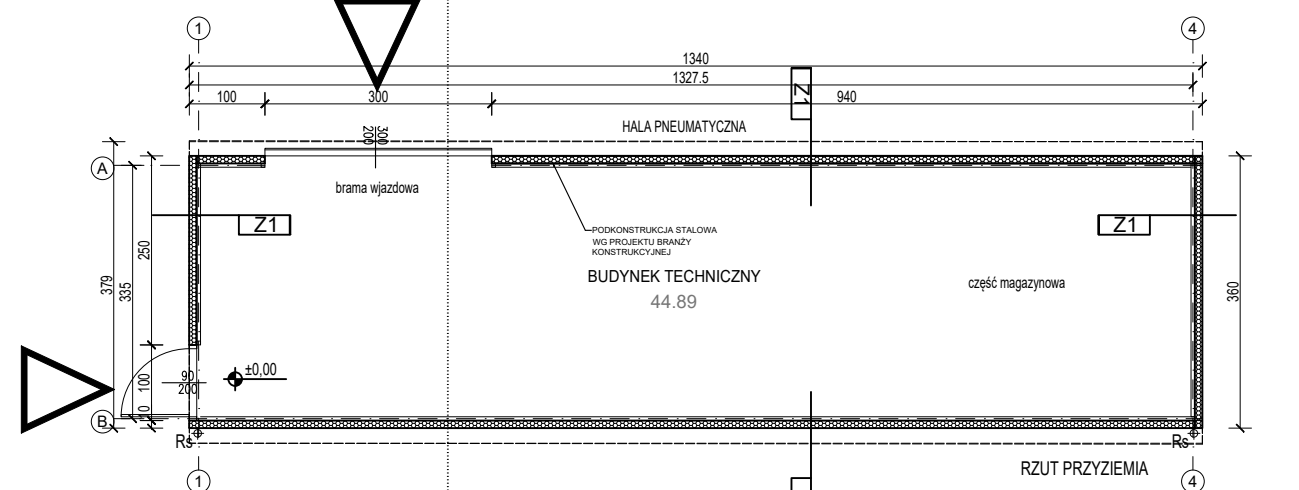 1
4
1340
1327.5
100
300
940
Z1
HALA PNEUMATYCZNA
300
200
A
brama wjazdowa
Z1
Z1
PODKONSTRUKCJA STALOWA
WG PROJEKTU BRANŻY
KONSTRUKCYJNEJ
BUDYNEK TECHNICZNY
44.89
część magazynowa
250
379
335
360
±0,00
90
200
100
10
B
Rs
Rs
RZUT PRZYZIEMIA
1
4